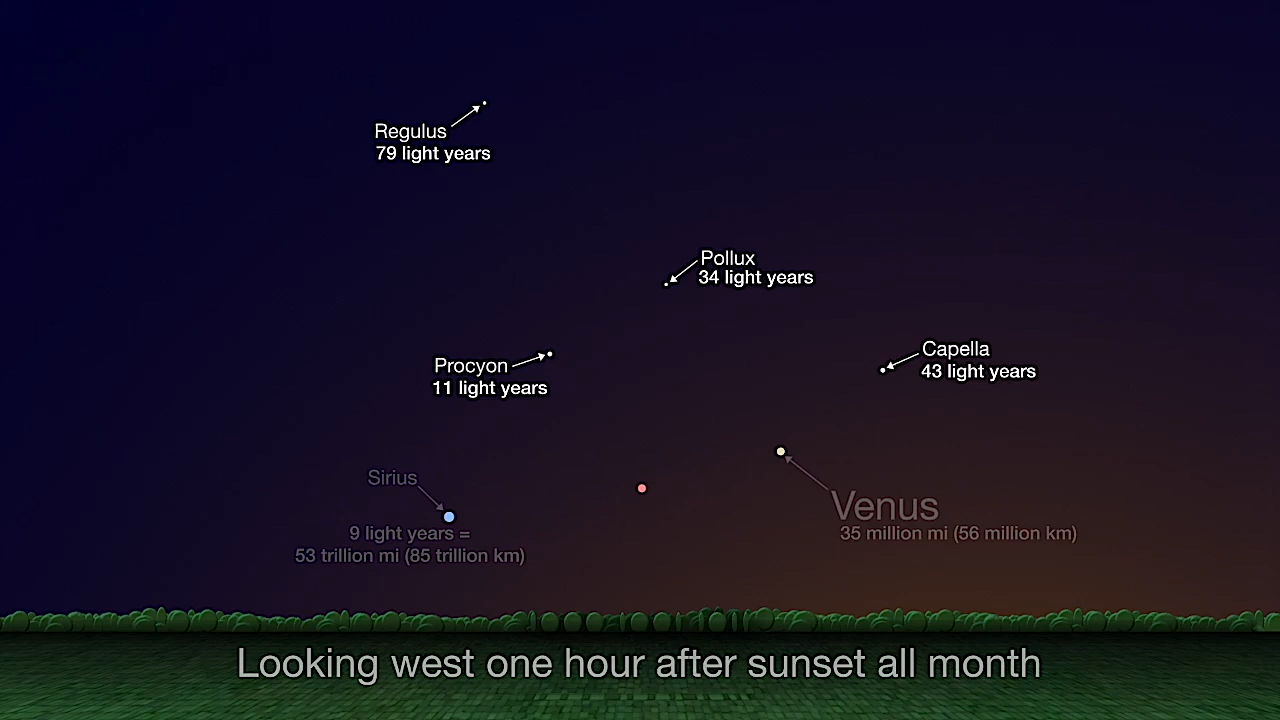 Regulus
79 light years
Pollux
34 light years
Capella
43 light years
Procyon
11 light years
Sirius
9 light years =
53 trillion mi (85 trillion km)
Venus
35 million mi (56 million km)
Looking west one hour after sunset all month